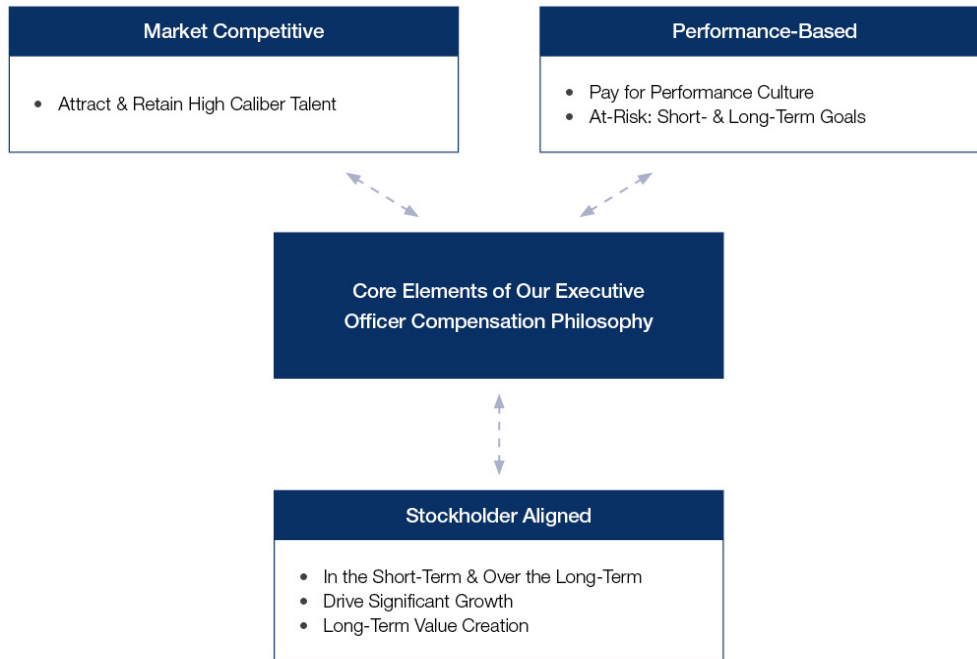 Market Competitive
• Attract & Retain High Caliber Talent
Performance-Based
• Pay for Performance Culture
• At-Risk: Short- & Long-Term Goals
Core Elements of Our Executive
Officer Compensation Philosophy
Stockholder Aligned
• In the Short-Term & Over the Long-Term
• Drive Significant Growth
• Long-Term Value Creation